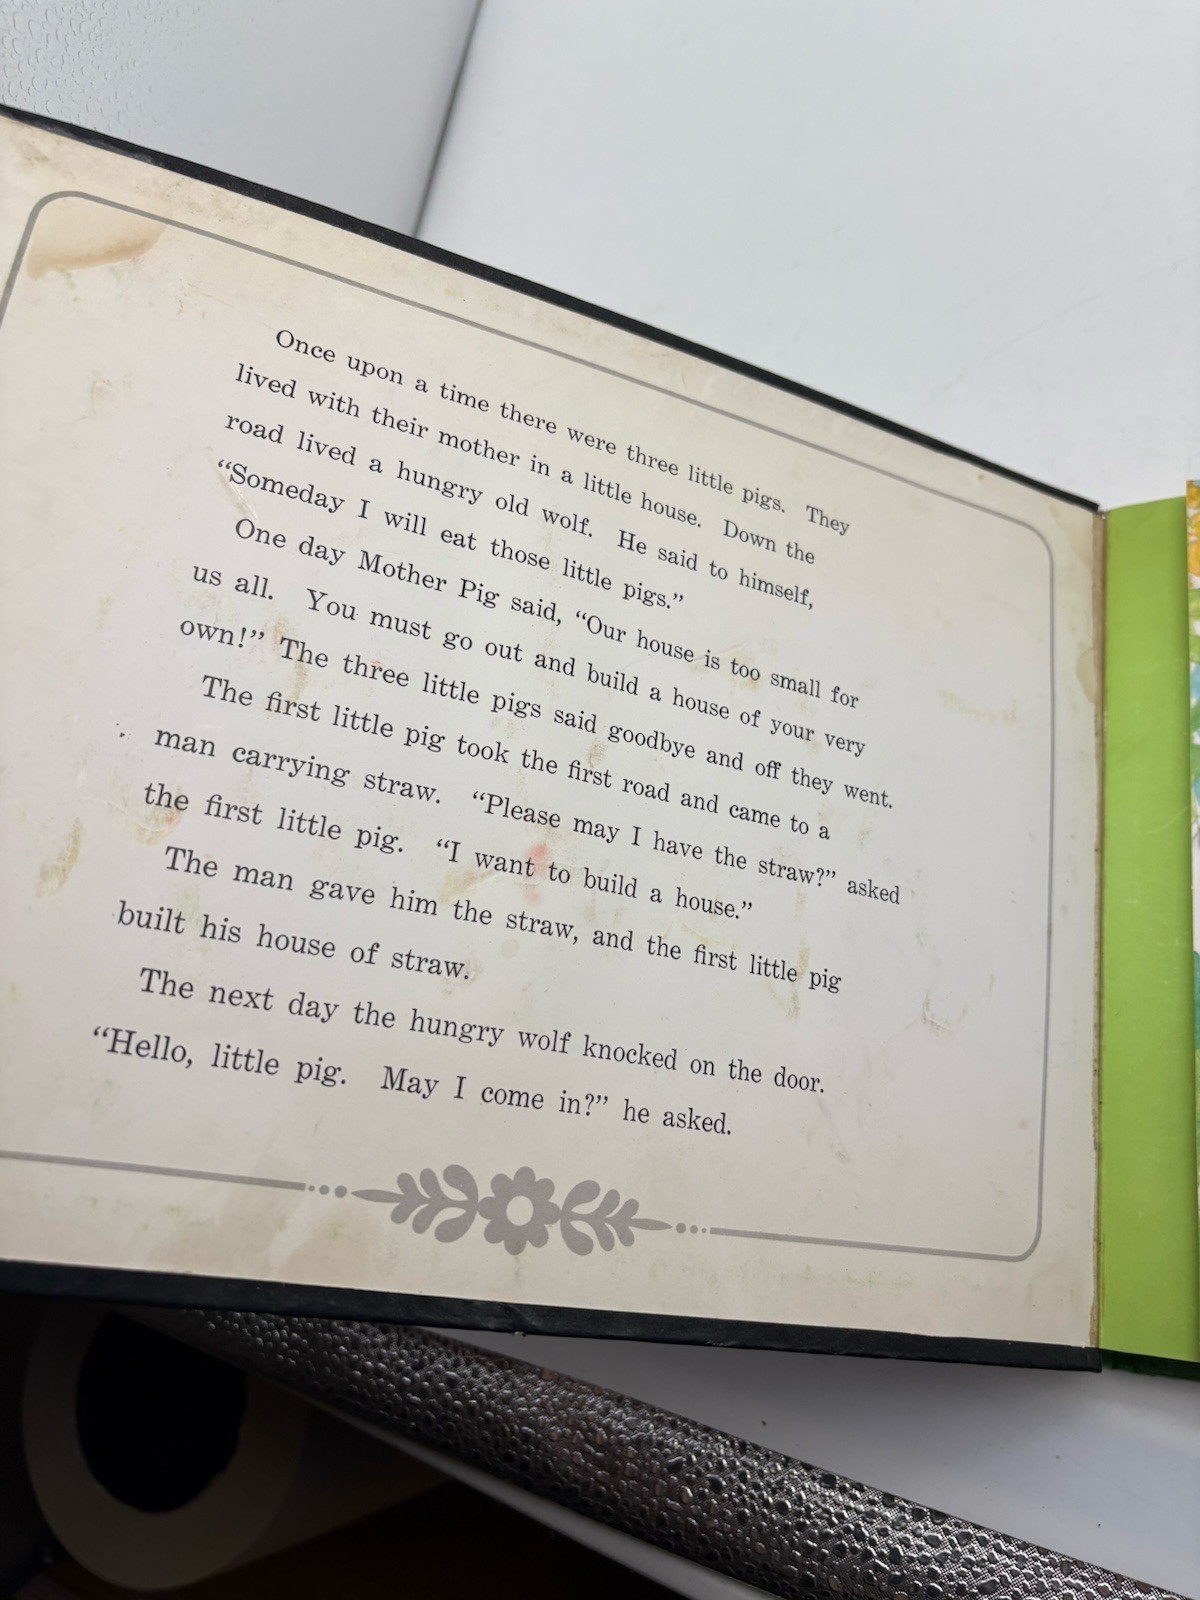 Once upon a time there were three little pigs. They
lived with their mother in a little house. Down the
road lived a hungry old wolf. He said to himself,
“Someday I will eat those little pigs.”
One day Mother Pig said, “Our house is too small for
us all. You must go out and build a house of your very
own!” The three little pigs said goodbye and off they went.
The first little pig took the first road and came to a
man carrying straw. “Please may I have the straw?” asked
the first little pig. “I want to build a house.”
The man gave him the straw, and the first little pig
built his house of straw.
The next day the hungry wolf knocked on the door.
“Hello, little pig. May I come in?” he asked.